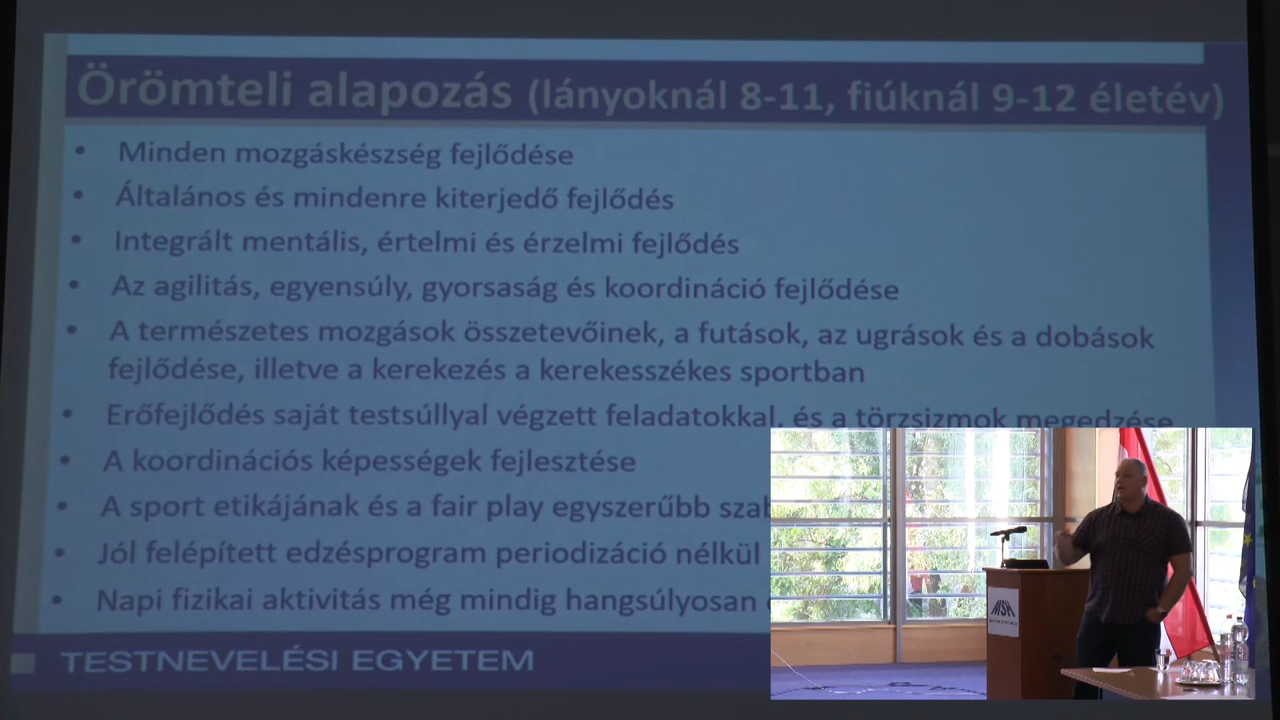 Örömteli alapozás (lányoknál 8-11, fiúknál 9-12 életév)
• Minden mozgáskészség fejlődése
• Általános és mindenre kiterjedő fejlődés
• Integrált mentális, értelmi és érzelmi fejlődés
• Az agilitás, egyensúly, gyorsaság és koordináció fejlődése
• A természetes mozgások összetevőinek, a futások, az ugrások és a dobások
fejlődése, illetve a kerekezés a kerekesszékes sportban
• Erőfejlődés saját testsúllyal végzett feladatokkal, és a törzsizmok megedzése
• A koordinációs képességek fejlesztése
• A sport etikájának és a fair play egyszerűbb
• Jól felépített edzésprogram periodizáció nélkül
• Napi fizikai aktivitás még mindig hangsúlyosan
TESTNEVELÉSI EGYETEM
MSH